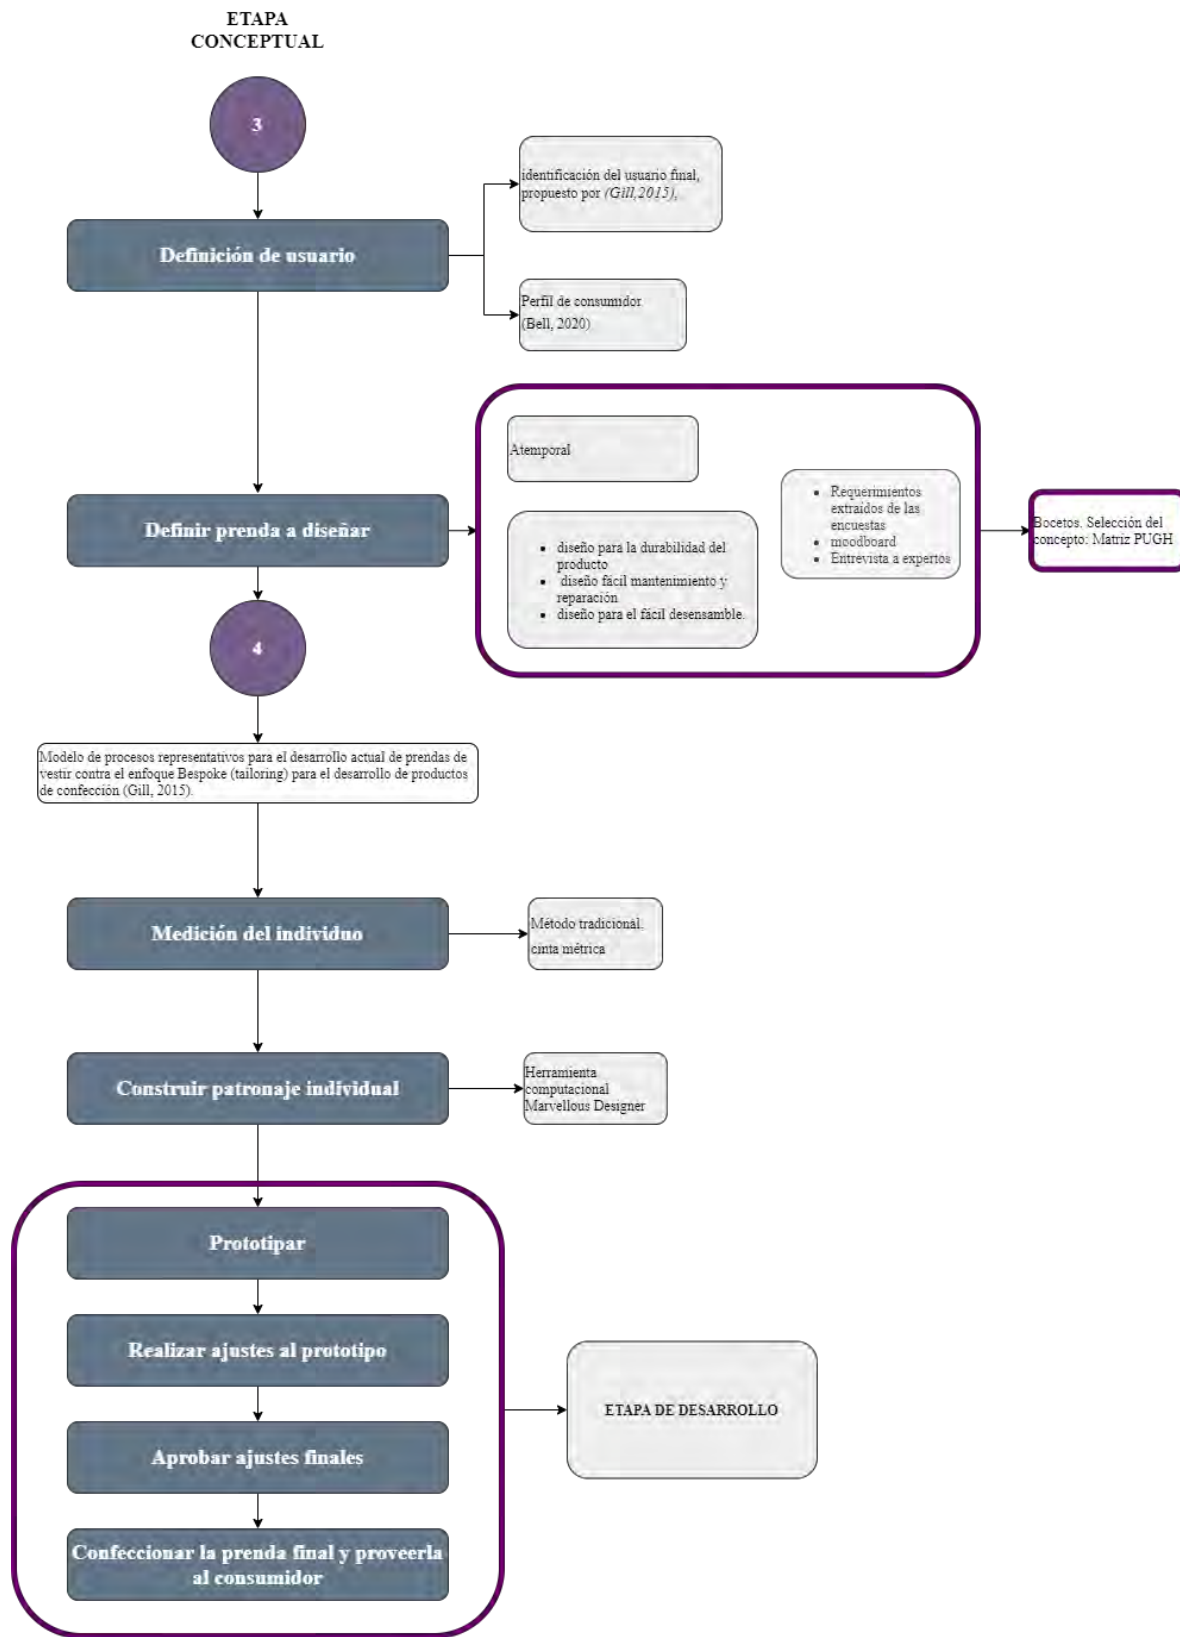 ETAPA
CONCEPTUAL
3
identificación del usuario final,
propuesto por (Gill,2015),
Definición de usuario
Perfil de consumidor
(Bell, 2020)
Atemporal
Requerimientos
extraidos de las
encuestas
moodboard
Entrevista a expertos
Definir prenda a diseñar
Bocetos. Selección del
concepto: Matriz PUGH
diseño para la durabilidad del
producto
diseño fácil mantenimiento y
reparación
diseño para el fácil desensamble.
4
Modelo de procesos representativos para el desarrollo actual de prendas de
vestir contra el enfoque Bespoke (tailoring) para el desarrollo de productos
de confección (Gill, 2015).
Medición del individuo
Método tradicional.
cinta métrica
Construir patronaje individual
Herramienta
computacional
Marvellous Designer
Prototipar
Realizar ajustes al prototipo
ETAPA DE DESARROLLO
Aprobar ajustes finales
Confeccionar la prenda final y proveerla
al consumidor